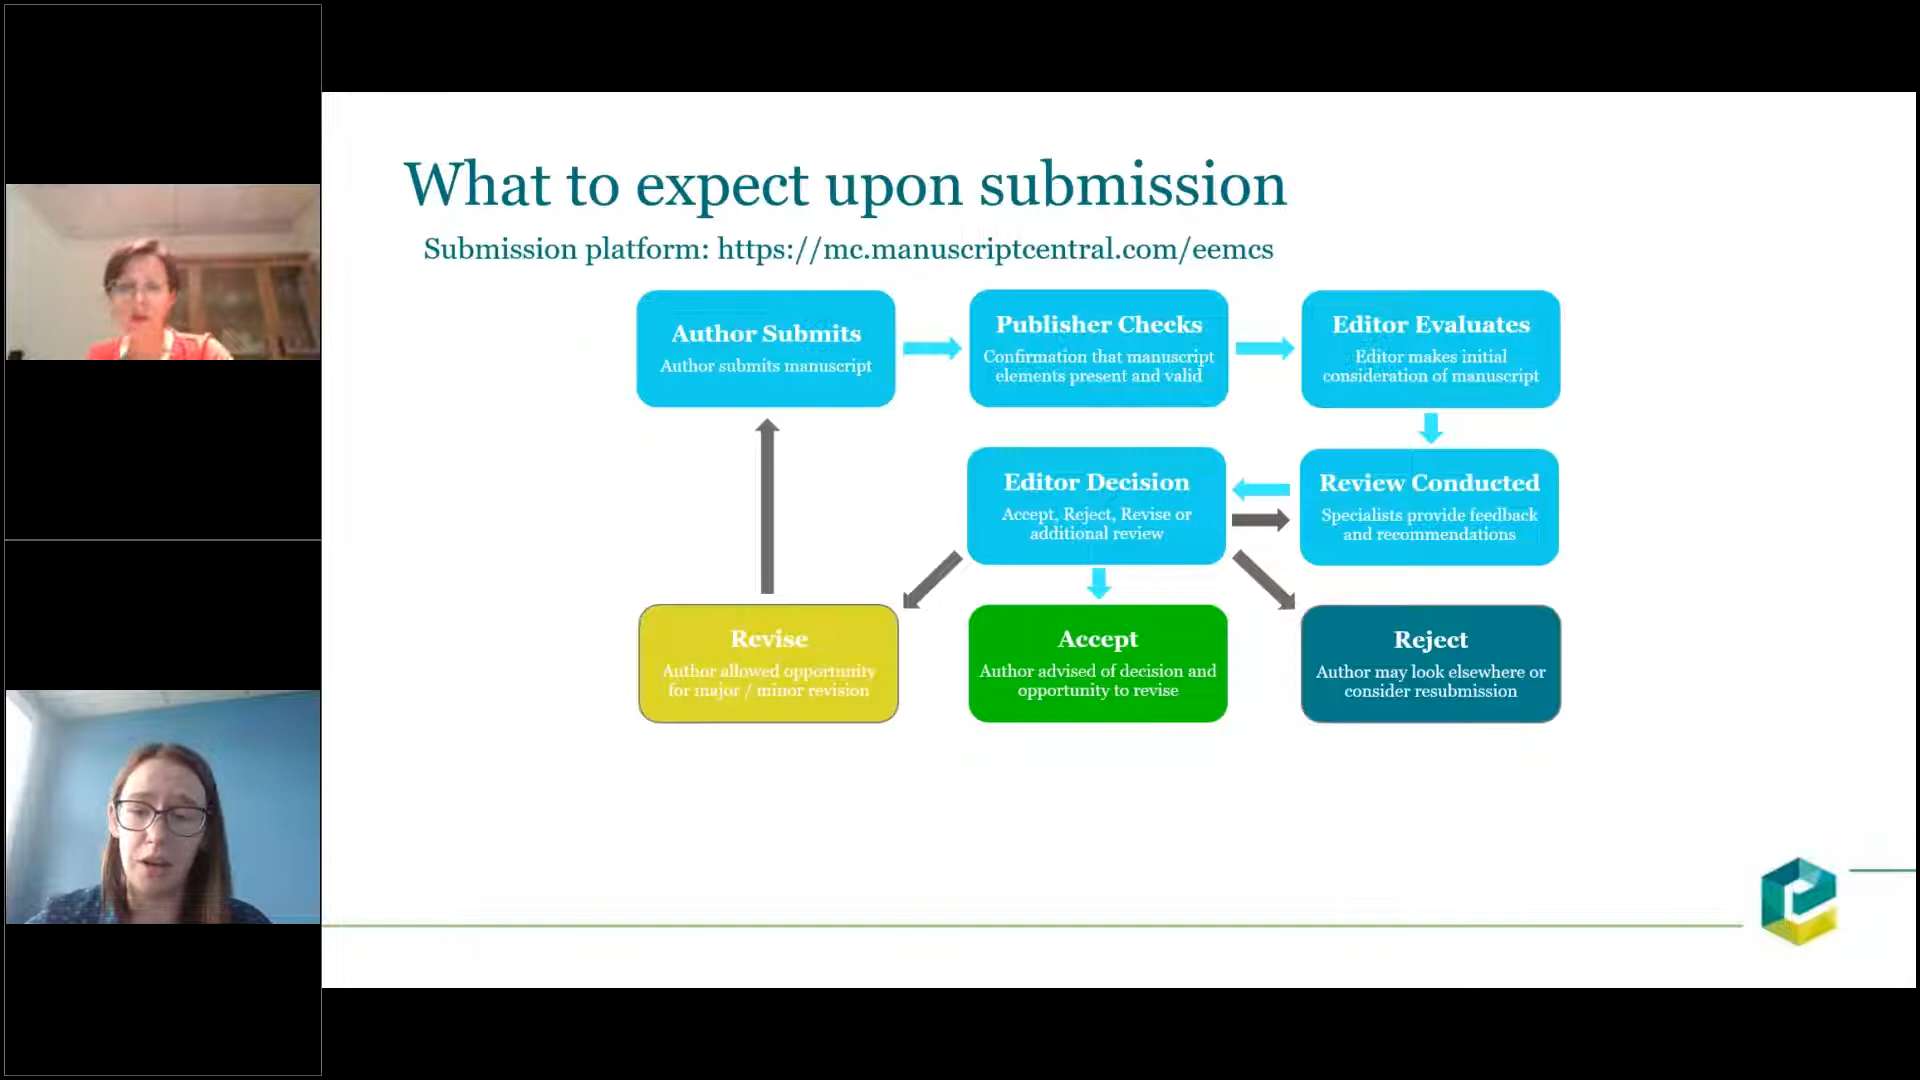 What to expect upon submission
Submission platform: https://mc.manuscriptcentral.com/eemcs
Author Submits
Author submits manuscript
Publisher Checks
Confirmation that manuscript
elements present and valid
Editor Evaluates
Editor makes initial
consideration of manuscript
Editor Decision
Accept, Reject, Revise or
additional review
Review Conducted
Specialists provide feedback
and recommendations
Revise
Author allowed opportunity
for major / minor revision
Accept
Author advised of decision and
opportunity to revise
Reject
Author may look elsewhere or
consider resubmission